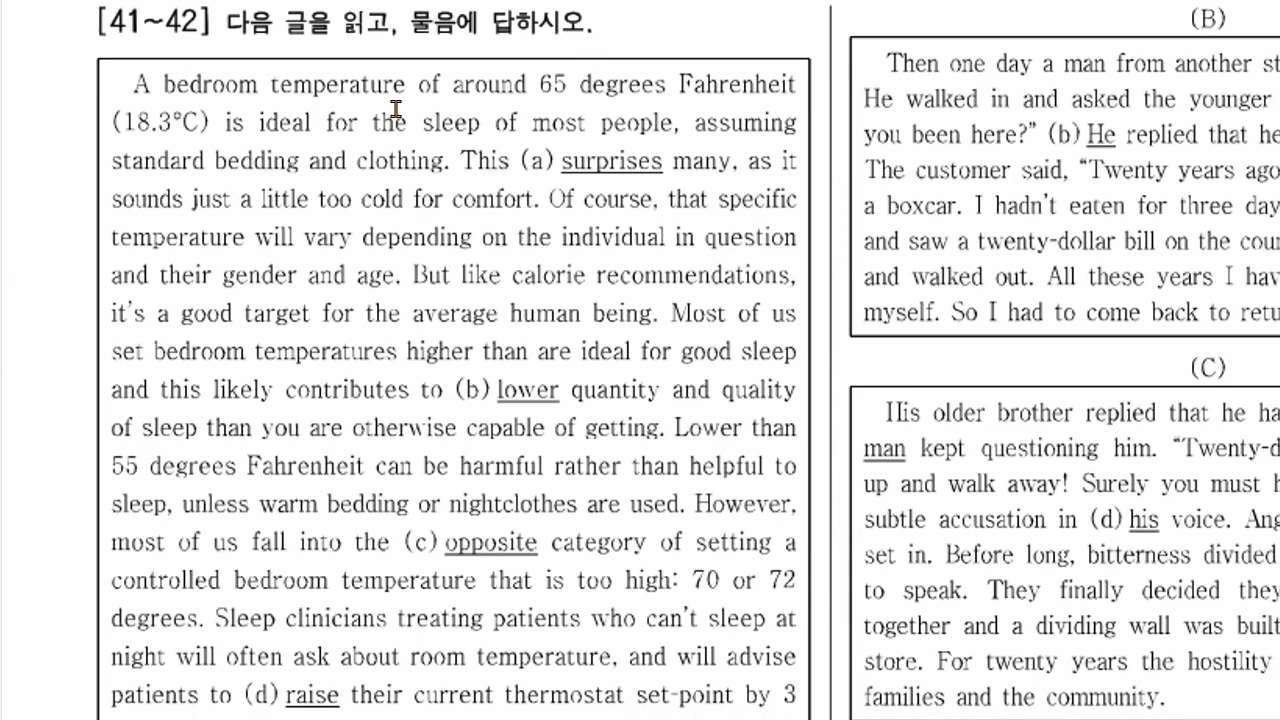 [41~42] 다음 글을 읽고, 물음에 답하시오.
A bedroom temperature of around 65 degrees Fahrenheit
(18.3℃) is ideal for the sleep of most people, assuming
standard bedding and clothing. This (a) surprises many, as it
sounds just a little too cold for comfort. Of course, that specific
temperature will vary depending on the individual in question
and their gender and age. But like calorie recommendations,
it's a good target for the average human being. Most of us
set bedroom temperatures higher than are ideal for good sleep
and this likely contributes to (b) lower quantity and quality
of sleep than you are otherwise capable of getting. Lower than
55 degrees Fahrenheit can be harmful rather than helpful to
sleep, unless warm bedding or nightclothes are used. However,
most of us fall into the (c) opposite category of setting a
controlled bedroom temperature that is too high: 70 or 72
degrees. Sleep clinicians treating patients who can't sleep at
night will often ask about room temperature, and will advise
patients to (d) raise their current thermostat set-point by 3
(B)
Then one day a man from another st
He walked in and asked the younger
you been here?” (b) He replied that he
The customer said, “Twenty years ago
a boxcar. I hadn't eaten for three day
and saw a twenty-dollar bill on the cou
and walked out. All these years I hav
myself. So I had to come back to retu
(C)
His older brother replied that he ha
man kept questioning him. “Twenty-d
up and walk away! Surely you must h
subtle accusation in (d) his voice. Ang
set in. Before long, bitterness divided
to speak. They finally decided they
together and a dividing wall was built
store. For twenty years the hostility
families and the community.